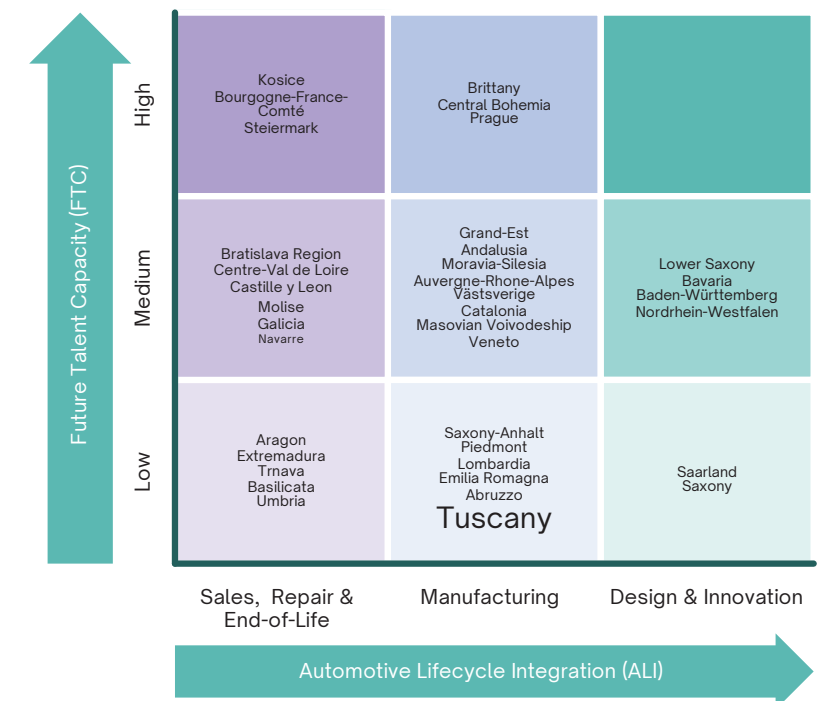 High
Kosice
Bourgogne-France-
Comté
Steiermark
Brittany
Central Bohemia
Prague
Future Talent Capacity (FTC)
Medium
Bratislava Region
Centre-Val de Loire
Castille y Leon
Molise
Galicia
Navarre
Grand-Est
Andalusia
Moravia-Silesia
Auvergne-Rhone-Alpes
Västsverige
Catalonia
Masovian Voivodeship
Veneto
Lower Saxony
Bavaria
Baden-Württemberg
Nordrhein-Westfalen
Low
Aragon
Extremadura
Trnava
Basilicata
Umbria
Saxony-Anhalt
Piedmont
Lombardia
Emilia Romagna
Abruzzo
Tuscany
Saarland
Saxony
Sales, Repair &
End-of-Life
Manufacturing
Design & Innovation
Automotive Lifecycle Integration (ALI)